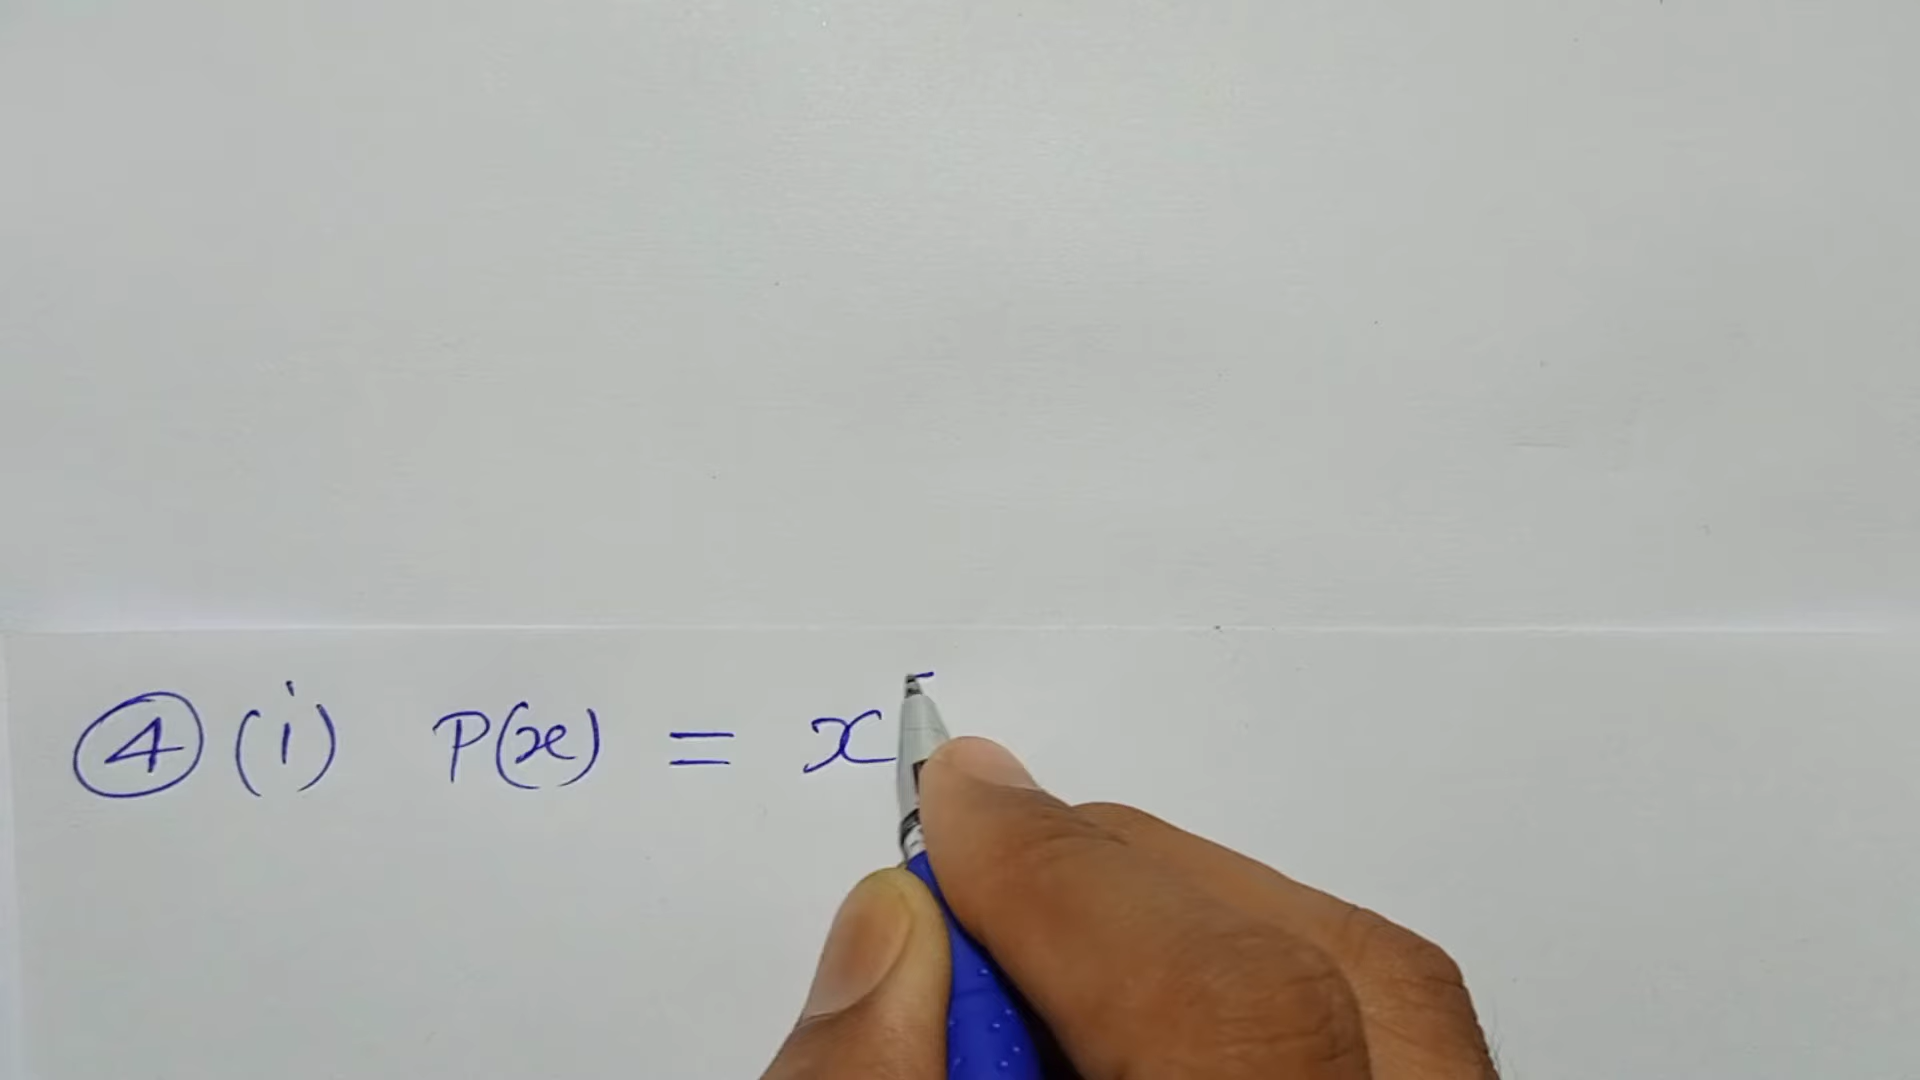 ④ (i) P(x) = x